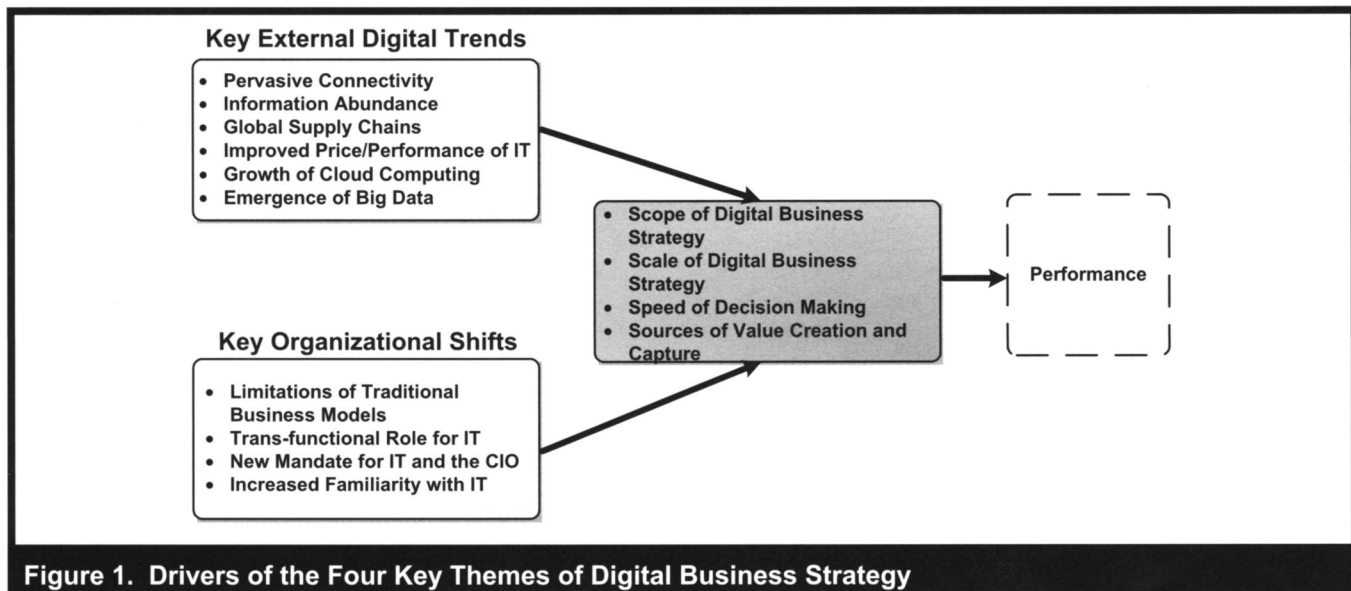 Key External Digital Trends
• Pervasive Connectivity
• Information Abundance
• Global Supply Chains
• Improved Price/Performance of IT
• Growth of Cloud Computing
• Emergence of Big Data
• Scope of Digital Business
Strategy
• Scale of Digital Business
Strategy
• Speed of Decision Making
• Sources of Value Creation and
Capture
Performance
Key Organizational Shifts
• Limitations of Traditional
Business Models
• Trans-functional Role for IT
• New Mandate for IT and the CIO
• Increased Familiarity with IT
Figure 1. Drivers of the Four Key Themes of Digital Business Strategy